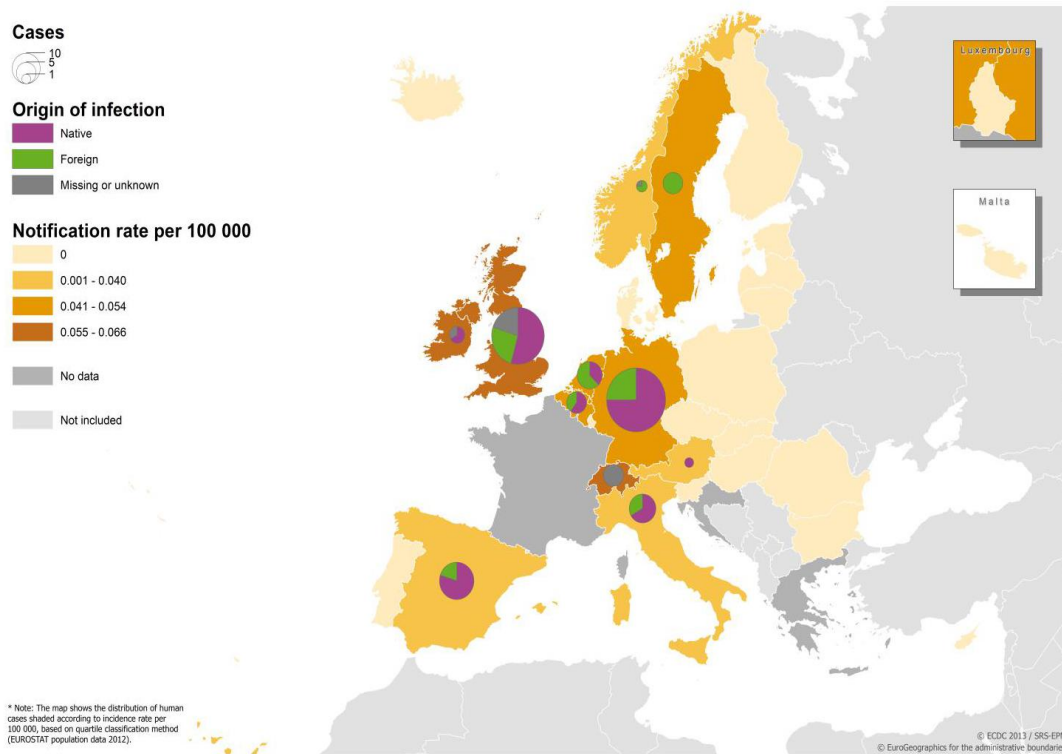 Cases
10
5
1
Origin of infection
Native
Foreign
Missing or unknown
Notification rate per 100 000
0
0.001 - 0.040
0.041 - 0.054
0.055 - 0.066
No data
Not included
Luxembourg
Malta
* Note: The map shows the distribution of human
cases shaded according to incidence rate per
100 000, based on quartile classification method
(EUROSTAT population data 2012).
© ECDC 2013 / SRS-EPI
© EuroGeographics for the administrative boundaries